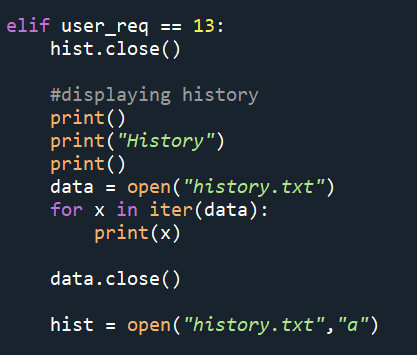 elif user_req == 13:
    hist.close()

    #displaying history
    print()
    print("History")
    print()
    data = open("history.txt")
    for x in iter(data):
        print(x)

    data.close()

    hist = open("history.txt","a")